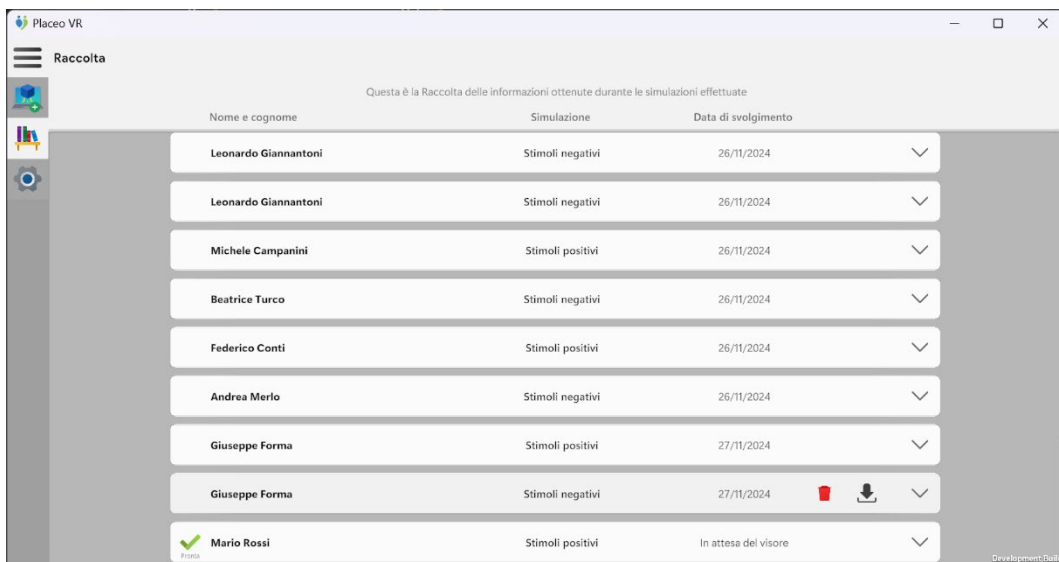 Placeo VR
Raccolta
Questa è la Raccolta delle informazioni ottenute durante le simulazioni effettuate
Nome e cognome Simulazione Data di svolgimento
Leonardo Giannantoni Stimoli negativi 26/11/2024
Leonardo Giannantoni Stimoli negativi 26/11/2024
Michele Campanini Stimoli positivi 26/11/2024
Beatrice Turco Stimoli negativi 26/11/2024
Federico Conti Stimoli positivi 26/11/2024
Andrea Merlo Stimoli negativi 26/11/2024
Giuseppe Forma Stimoli positivi 27/11/2024
Giuseppe Forma Stimoli negativi 27/11/2024
Mario Rossi Stimoli positivi In attesa del visore
Development